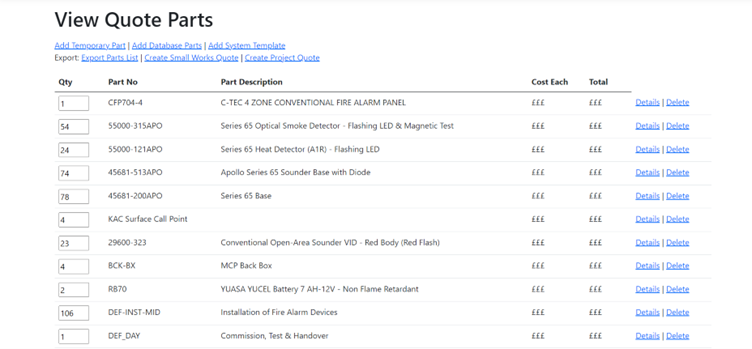 View Quote Parts
Add Temporary Part | Add Database Parts | Add System Template
Export: Export Parts List | Create Small Works Quote | Create Project Quote
Qty Part No Part Description Cost Each Total
1 CFP704-4 C-TEC 4 ZONE CONVENTIONAL FIRE ALARM PANEL £££ £££ Details | Delete
54 55000-315APO Series 65 Optical Smoke Detector - Flashing LED & Magnetic Test £££ £££ Details | Delete
24 55000-121APO Series 65 Heat Detector (A1R) - Flashing LED £££ £££ Details | Delete
74 45681-513APO Apollo Series 65 Sounder Base with Diode £££ £££ Details | Delete
78 45681-200APO Series 65 Base £££ £££ Details | Delete
4 KAC Surface Call Point £££ £££ Details | Delete
23 29600-323 Conventional Open-Area Sounder VID - Red Body (Red Flash) £££ £££ Details | Delete
4 BCK-BX MCP Back Box £££ £££ Details | Delete
2 RB70 YUASA YUCEL Battery 7 AH-12V - Non Flame Retardant £££ £££ Details | Delete
106 DEF-INST-MID Installation of Fire Alarm Devices £££ £££ Details | Delete
1 DEF_DAY Commission, Test & Handover £££ £££ Details | Delete